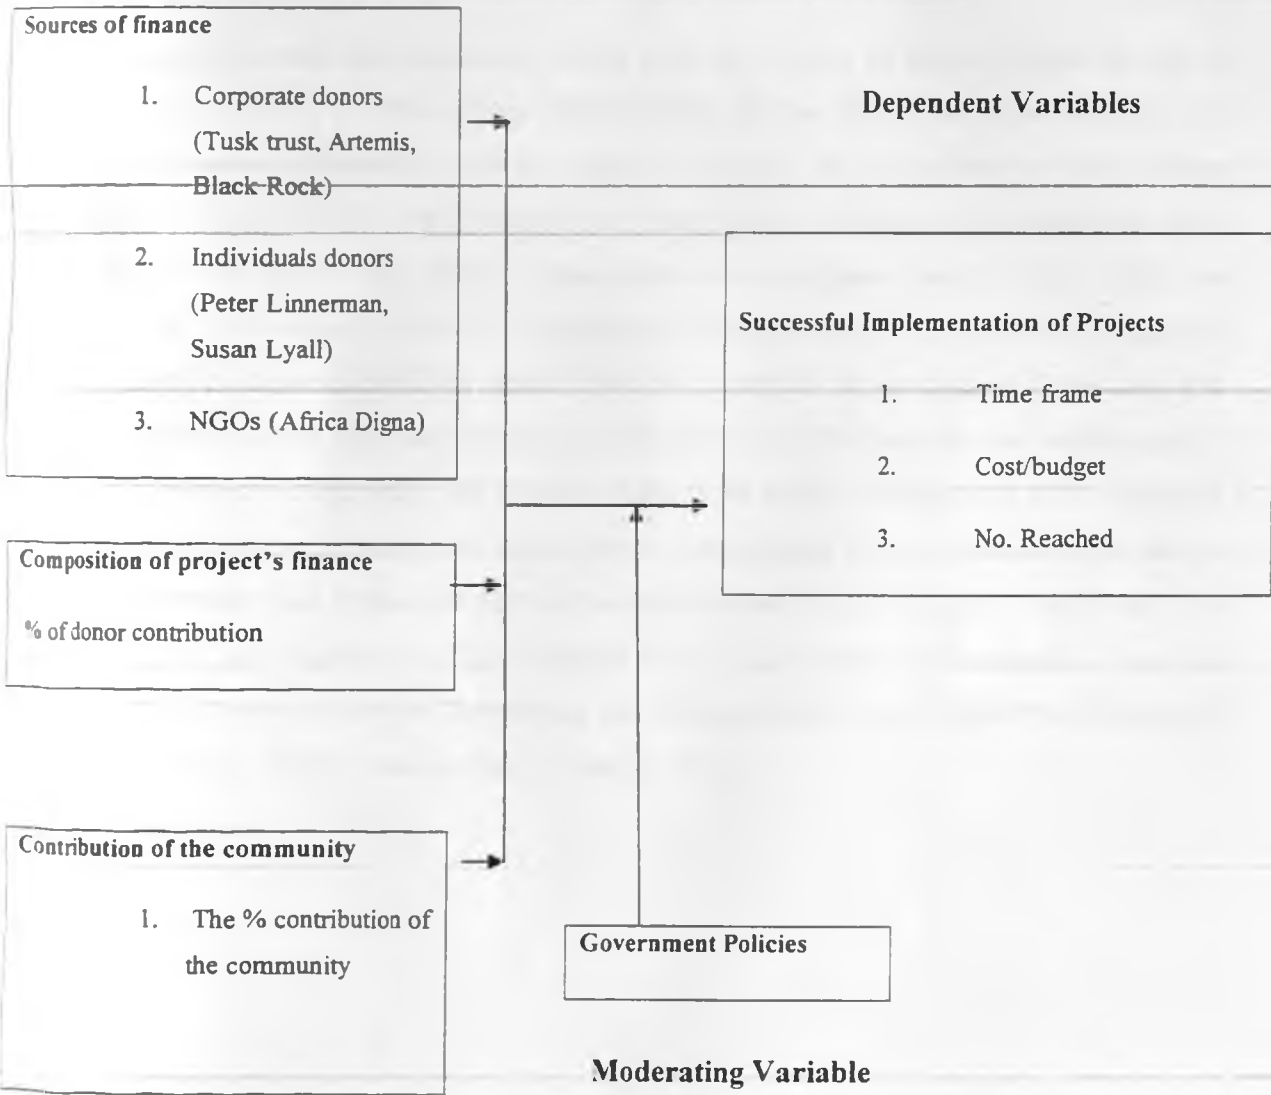 Sources of finance
1. Corporate donors
(Tusk trust, Artemis,
Black Rock)
2. Individuals donors
(Peter Linnerman,
Susan Lyall)
3. NGOs (Africa Digna)
Composition of project's finance
% of donor contribution
Contribution of the community
1. The % contribution of
the community
Dependent Variables
Successful Implementation of Projects
1. Time frame
2. Cost/budget
3. No. Reached
Government Policies
Moderating Variable